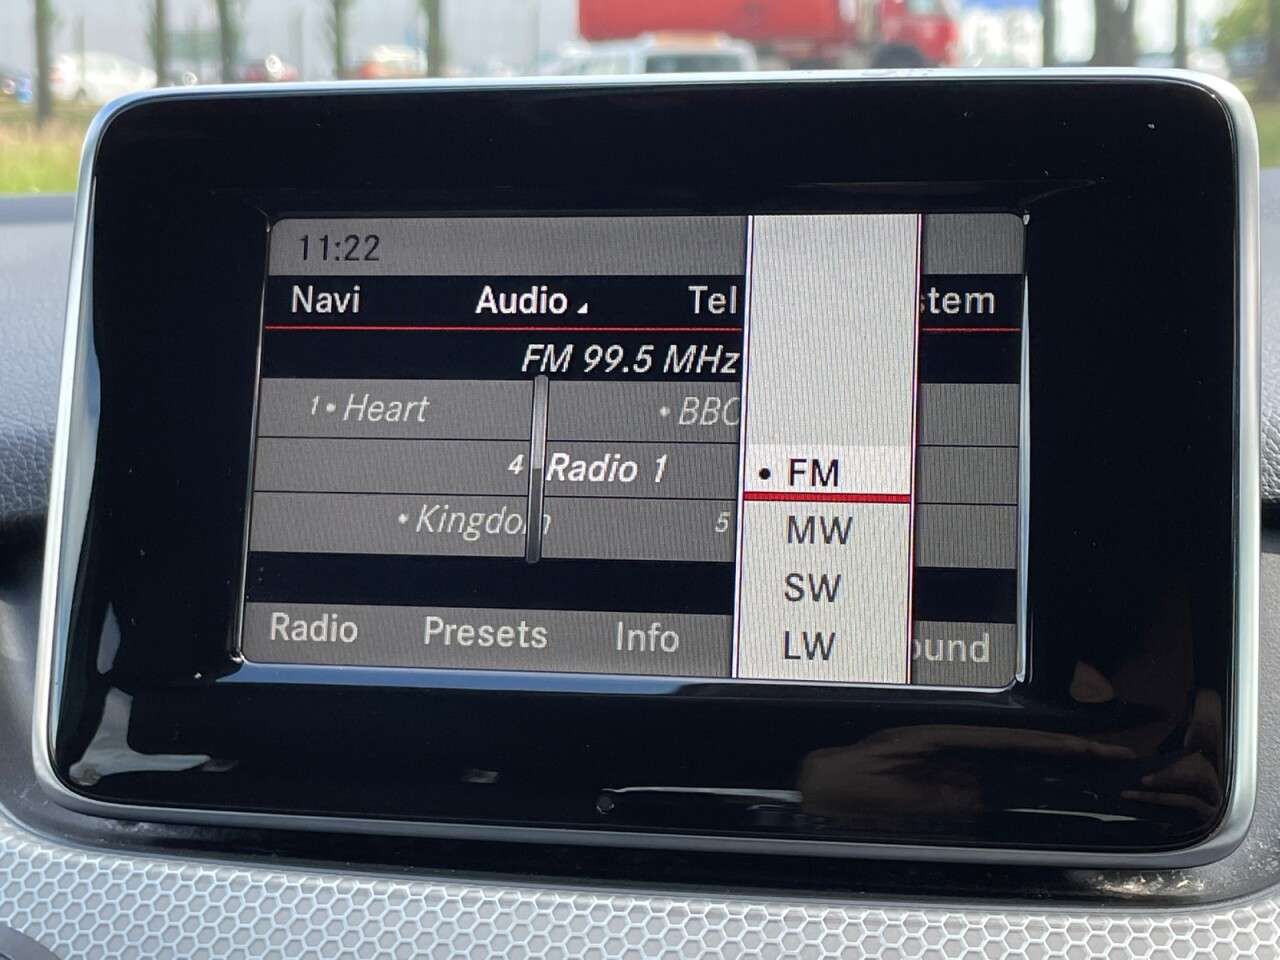 11:22
Navi Audio Tel stem
FM 99.5 MHz
1 • Heart • BBC
4 Radio 1
• Kingdom 5
• FM
MW
SW
LW
Radio Presets Info ound